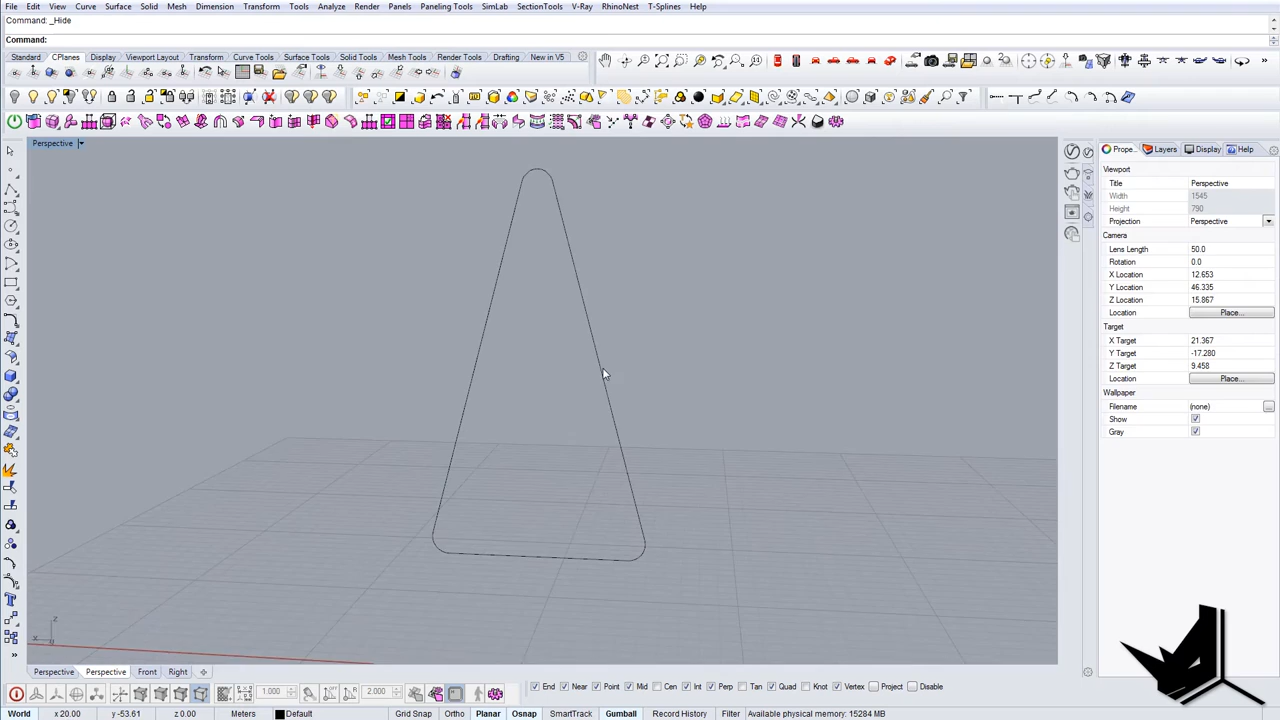 File Edit View Curve Surface Solid Mesh Dimension Transform Tools Analyze Render Panels Paneling Tools SimLab SectionTools V-Ray RhinoNest T-Splines Help
Command: _Hide
Command:
Standard CPlanes Display Viewport Layout Transform Curve Tools Surface Tools Solid Tools Mesh Tools Render Tools Drafting New in V5
Perspective
Prope... Layers Display Help
Viewport
Title Perspective
Width 1545
Height 790
Projection Perspective
Camera
Lens Length 50.0
Rotation 0.0
X Location 12.653
Y Location 46.335
Z Location 15.867
Location Place...
Target
X Target 21.367
Y Target -17.280
Z Target 9.458
Location Place...
Wallpaper
Filename (none) ...
Show
Gray
z
x
Perspective Perspective Front Right
1.000 2.000 End Near Point Mid Cen Int Perp Tan Quad Knot Vertex Project Disable
World x 20.00 y -53.61 z 0.00 Meters Default Grid Snap Ortho Planar Osnap SmartTrack Gumball Record History Filter Available physical memory: 15284 MB